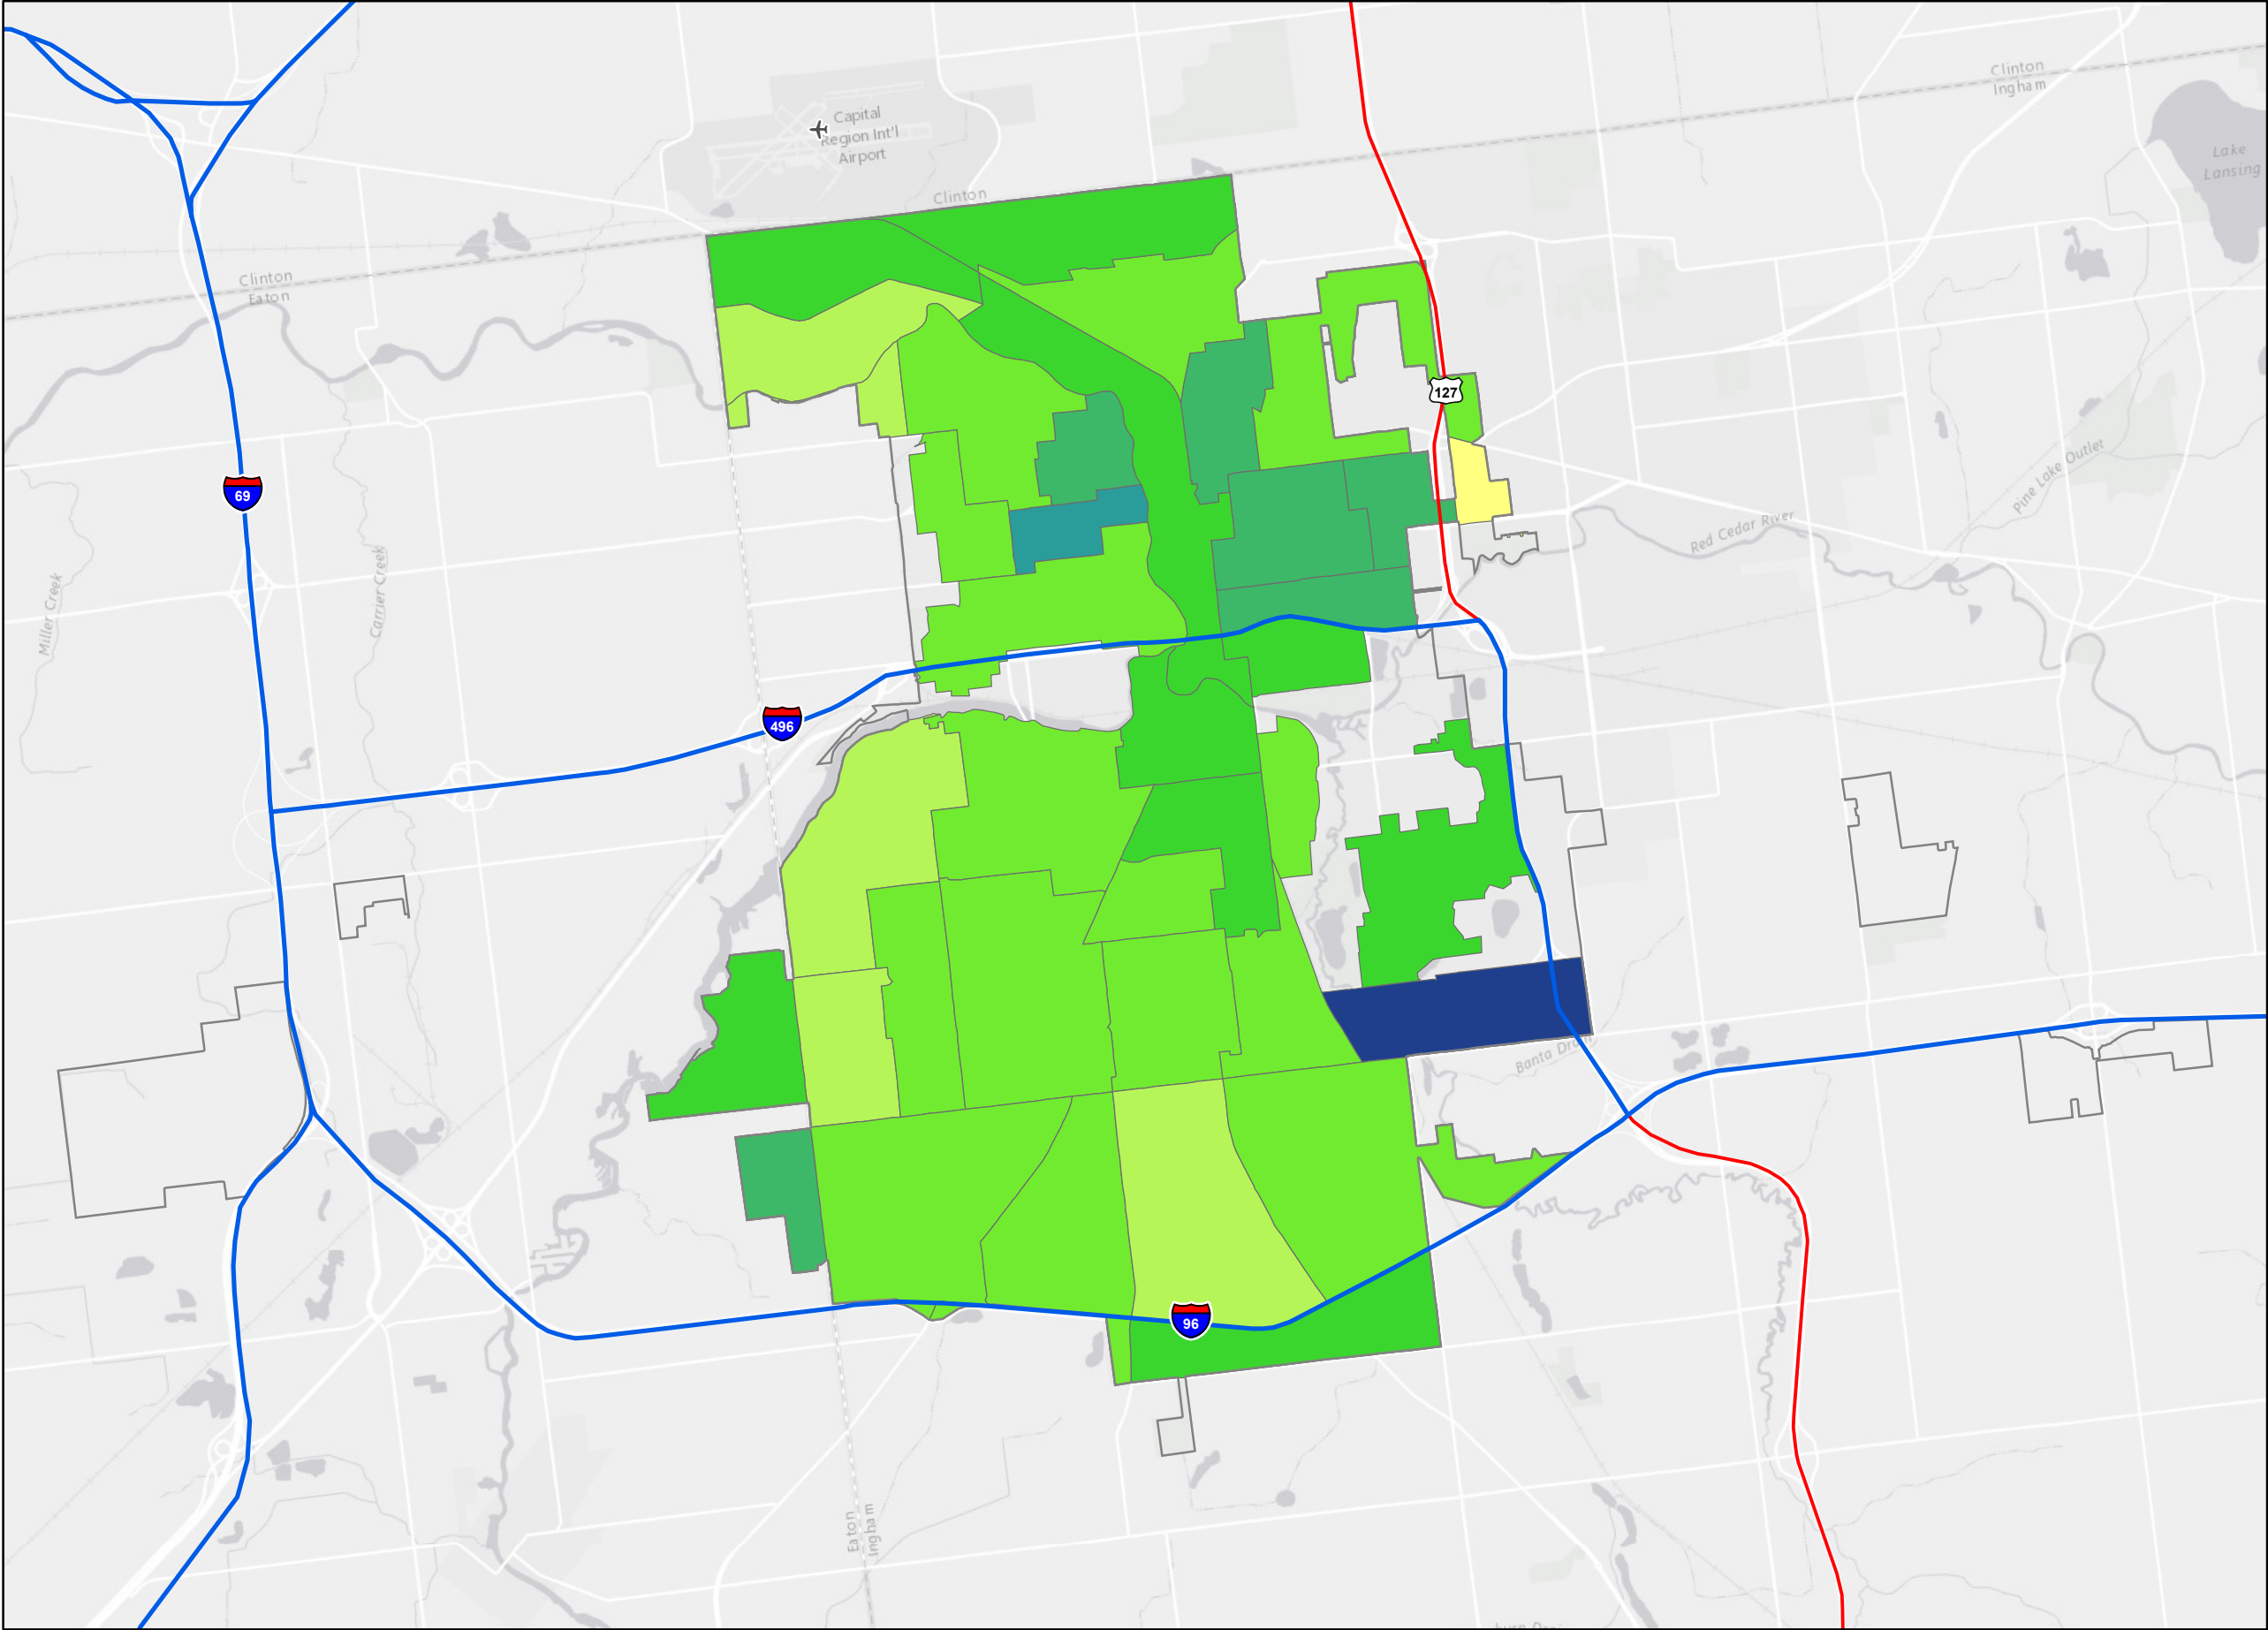 Clinton
Ingham
Capital
Region Int'l
Airport
Lake
Lansing
Clinton
Clinton
Eaton
127
Pine Lake Outlet
69
Red Cedar River
Miller Creek
Carrier Creek
496
Banta Drain
96
Eaton
Ingham